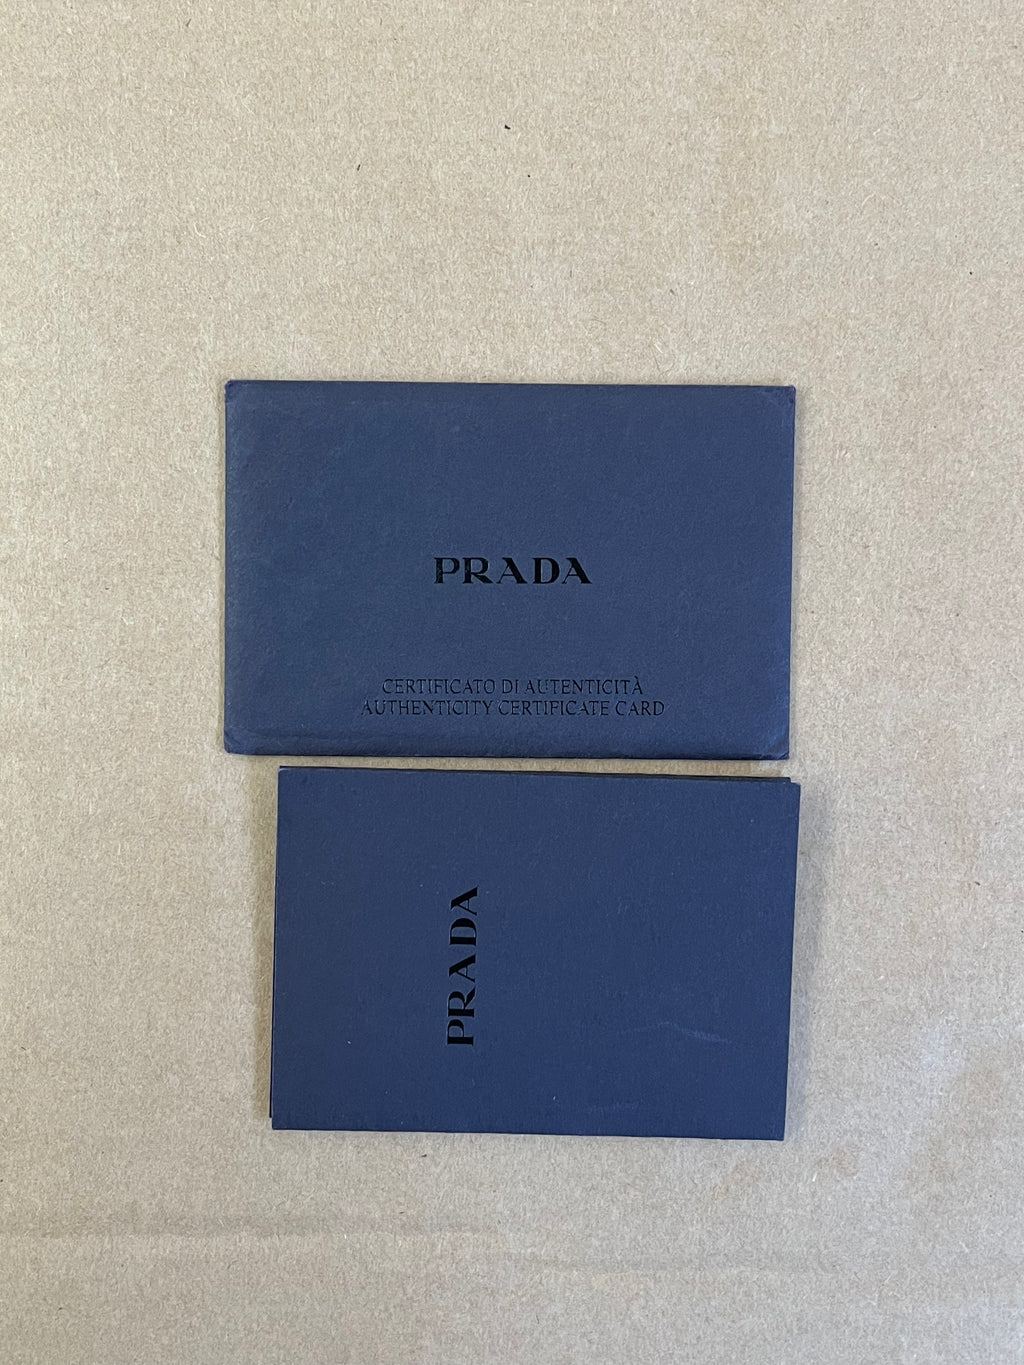 PRADA
CERTIFICATO DI AUTENTICITÀ
AUTHENTICITY CERTIFICATE CARD
PRADA